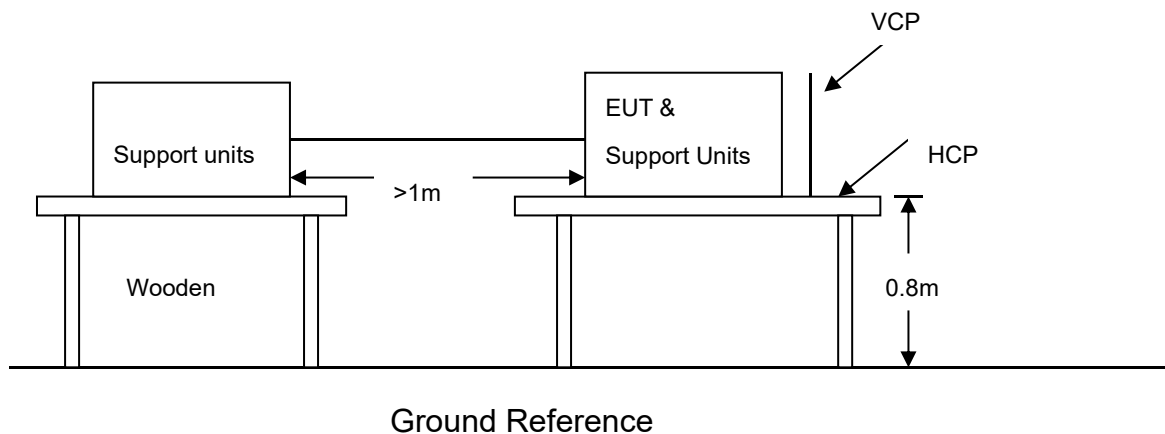 VCP
EUT &
Support units
Support Units
HCP
>1m
Wooden
0.8m
Ground Reference